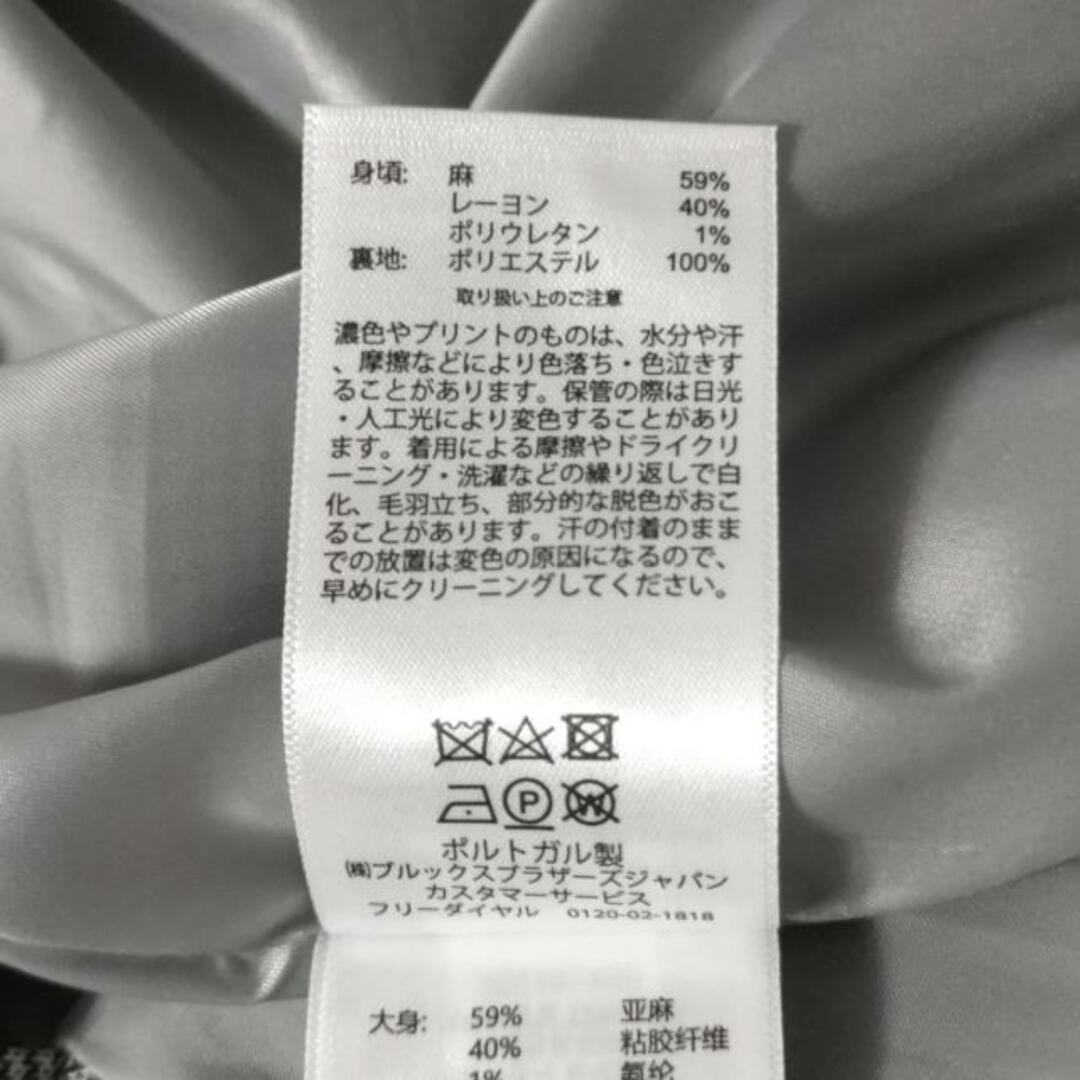 身頃: 麻 59%
レーヨン 40%
ポリウレタン 1%
裏地: ポリエステル 100%
取り扱い上のご注意
濃色やプリントのものは、水分や汗
、摩擦などにより色落ち・色泣きす
ることがあります。保管の際は日光
・人工光により変色することがあり
ます。着用による摩擦やドライクリ
ーニング・洗濯などの繰り返しで白
化、毛羽立ち、部分的な脱色がおこ
ることがあります。汗の付着のまま
での放置は変色の原因になるので、
早めにクリーニングしてください。
P W
ポルトガル製
㈱ブルックスブラザーズジャパン
カスタマーサービス
フリーダイヤル 0120-02-1818
大身: 59% 亚麻
40% 粘胶纤维
1% 氨纶